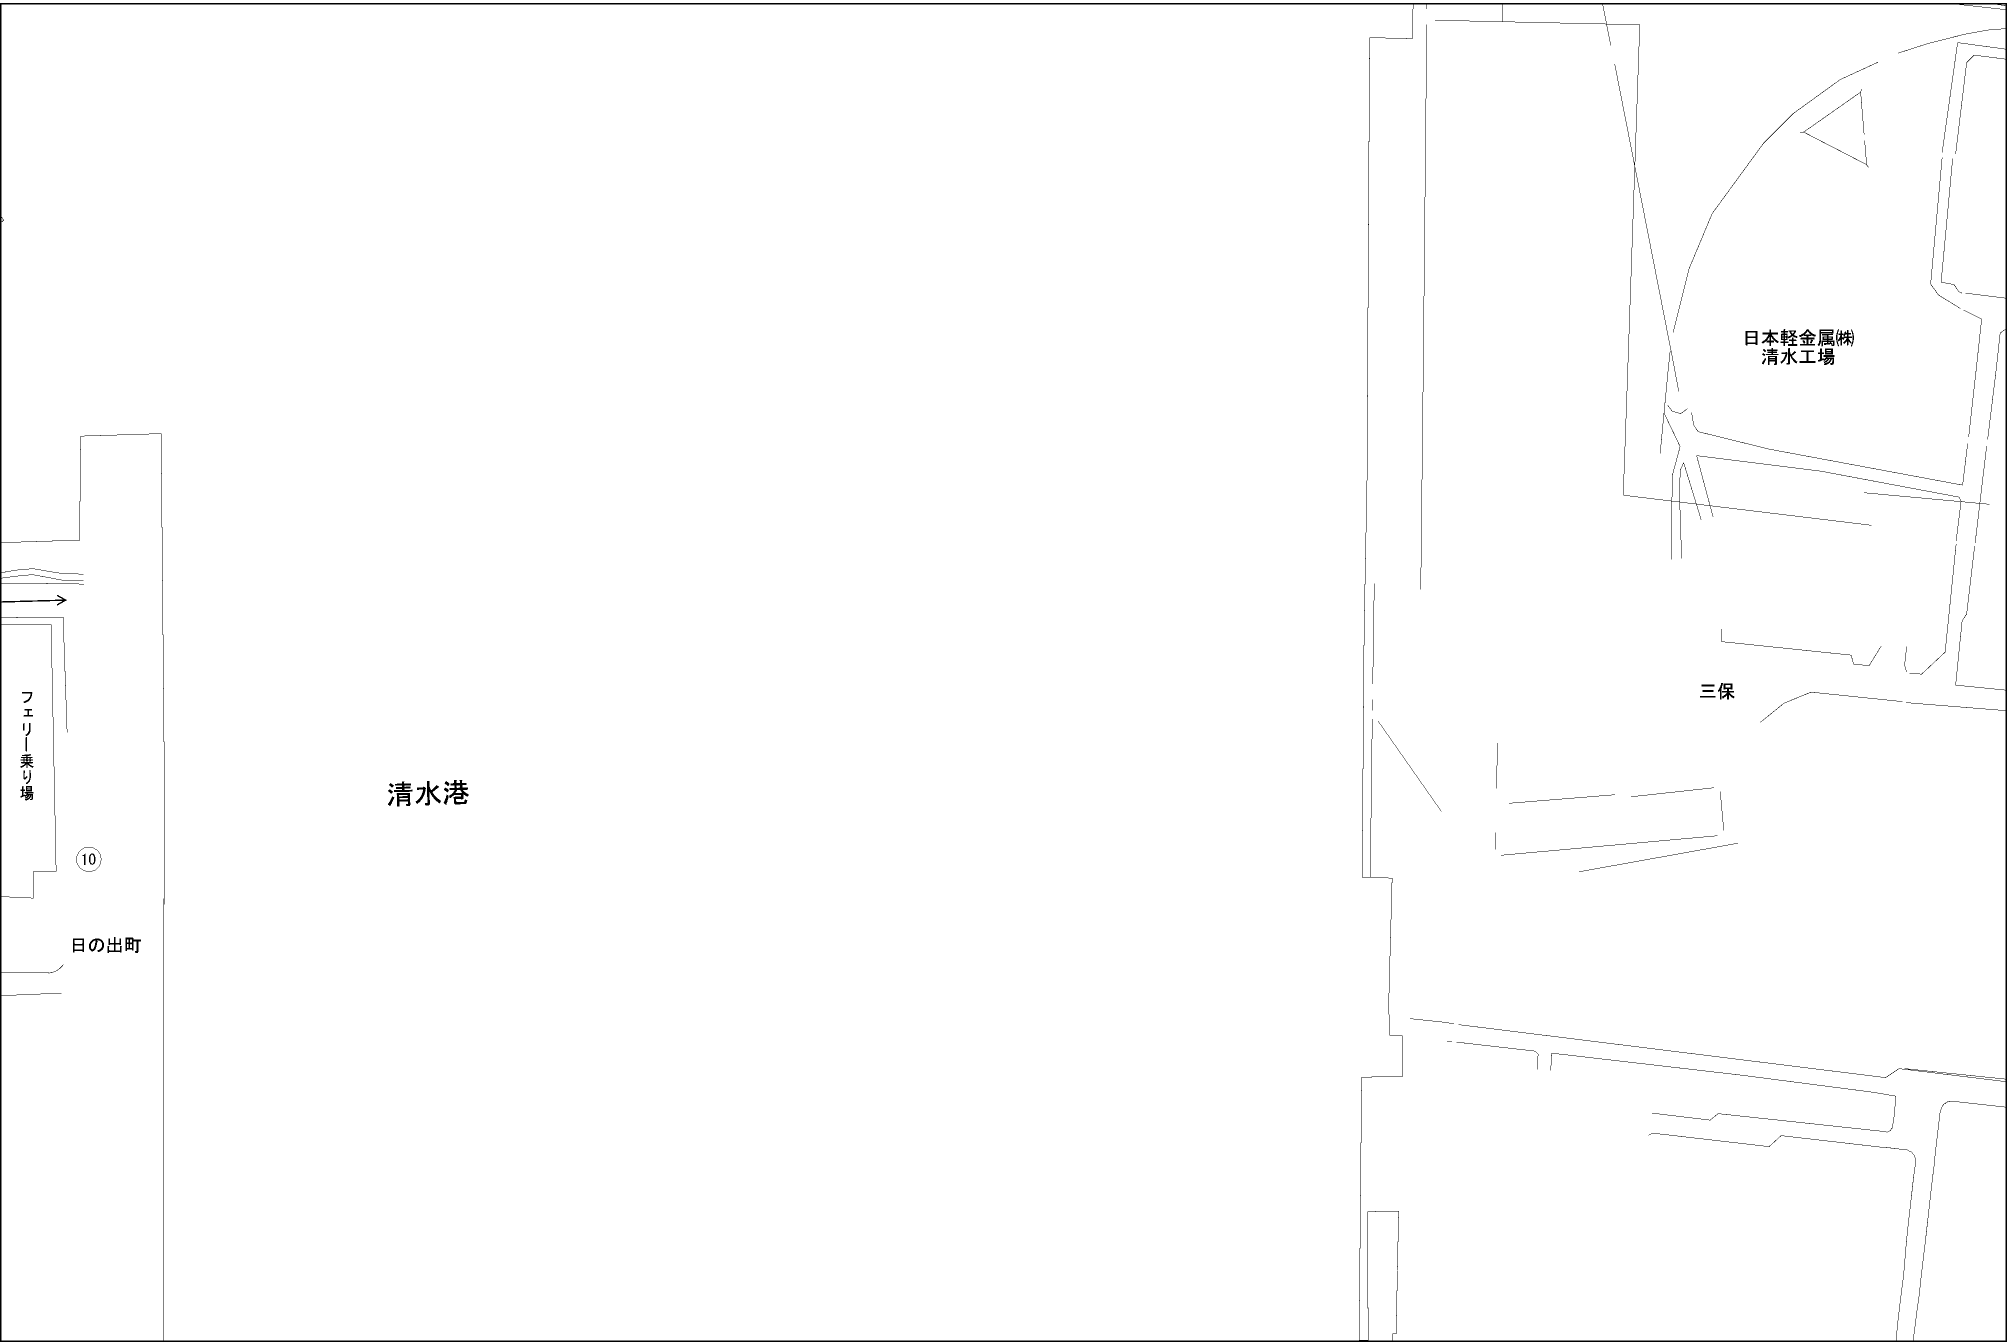 日本軽金属㈱
清水工場
三保
フェリー乗り場
清水港
10
日の出町